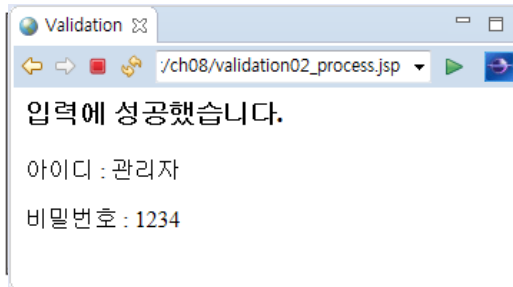 Validation
:/ch08/validation02_process.jsp
입력에 성공했습니다.
아이디 : 관리자
비밀번호 : 1234